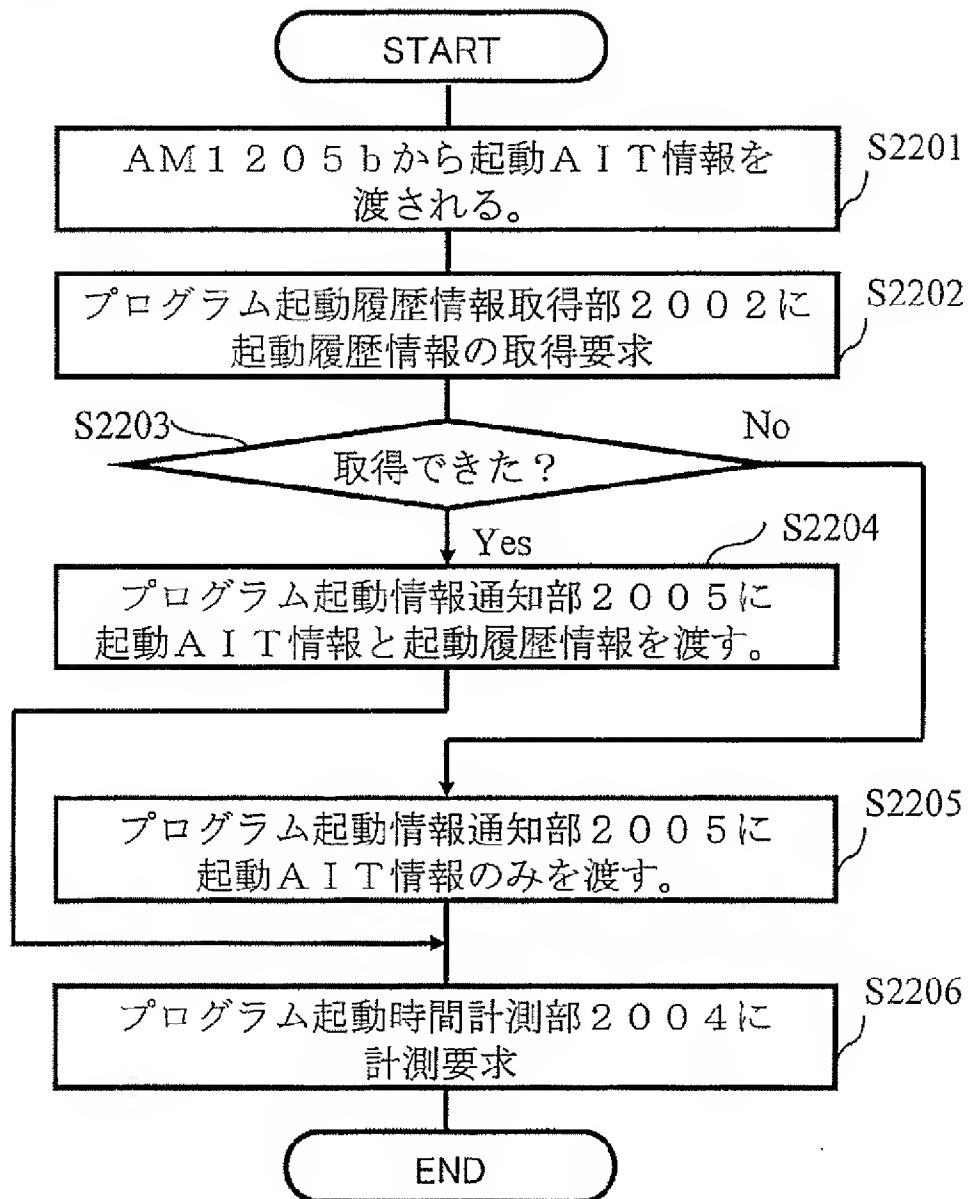 START
AM1205bから起動AIT情報を
渡される。
S2201
プログラム起動履歴情報取得部2002に
起動履歴情報の取得要求
S2202
S2203
取得できた?
No
Yes
S2204
プログラム起動情報通知部2005に
起動AIT情報と起動履歴情報を渡す。
プログラム起動情報通知部2005に
起動AIT情報のみを渡す。
S2205
プログラム起動時間計測部2004に
計測要求
S2206
END